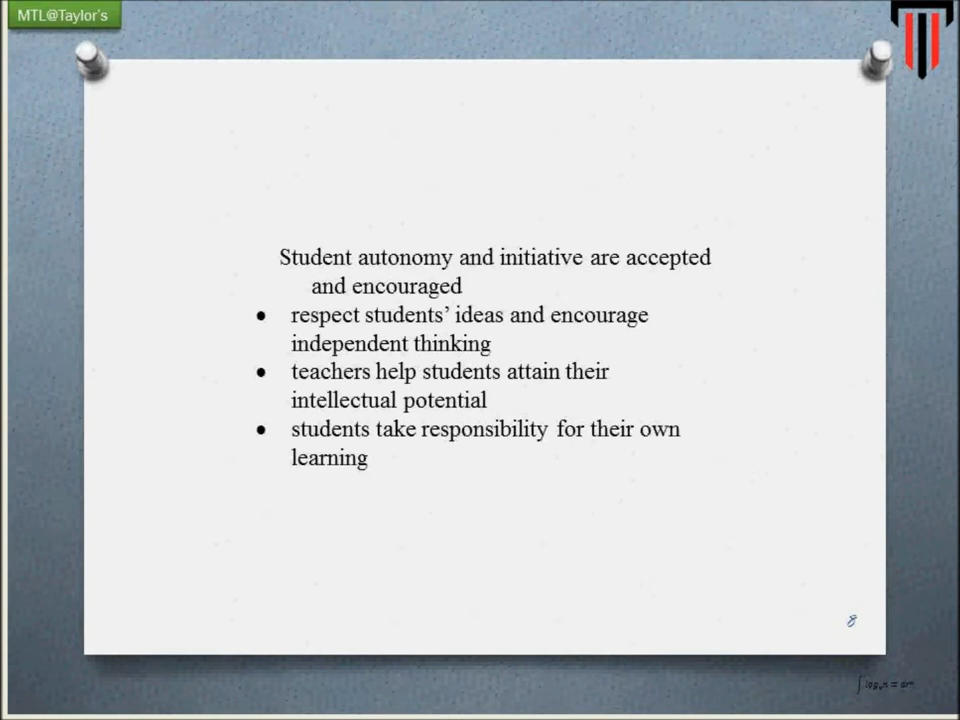 MTL@Taylor's
Student autonomy and initiative are accepted
and encouraged
• respect students' ideas and encourage
independent thinking
• teachers help students attain their
intellectual potential
• students take responsibility for their own
learning
8